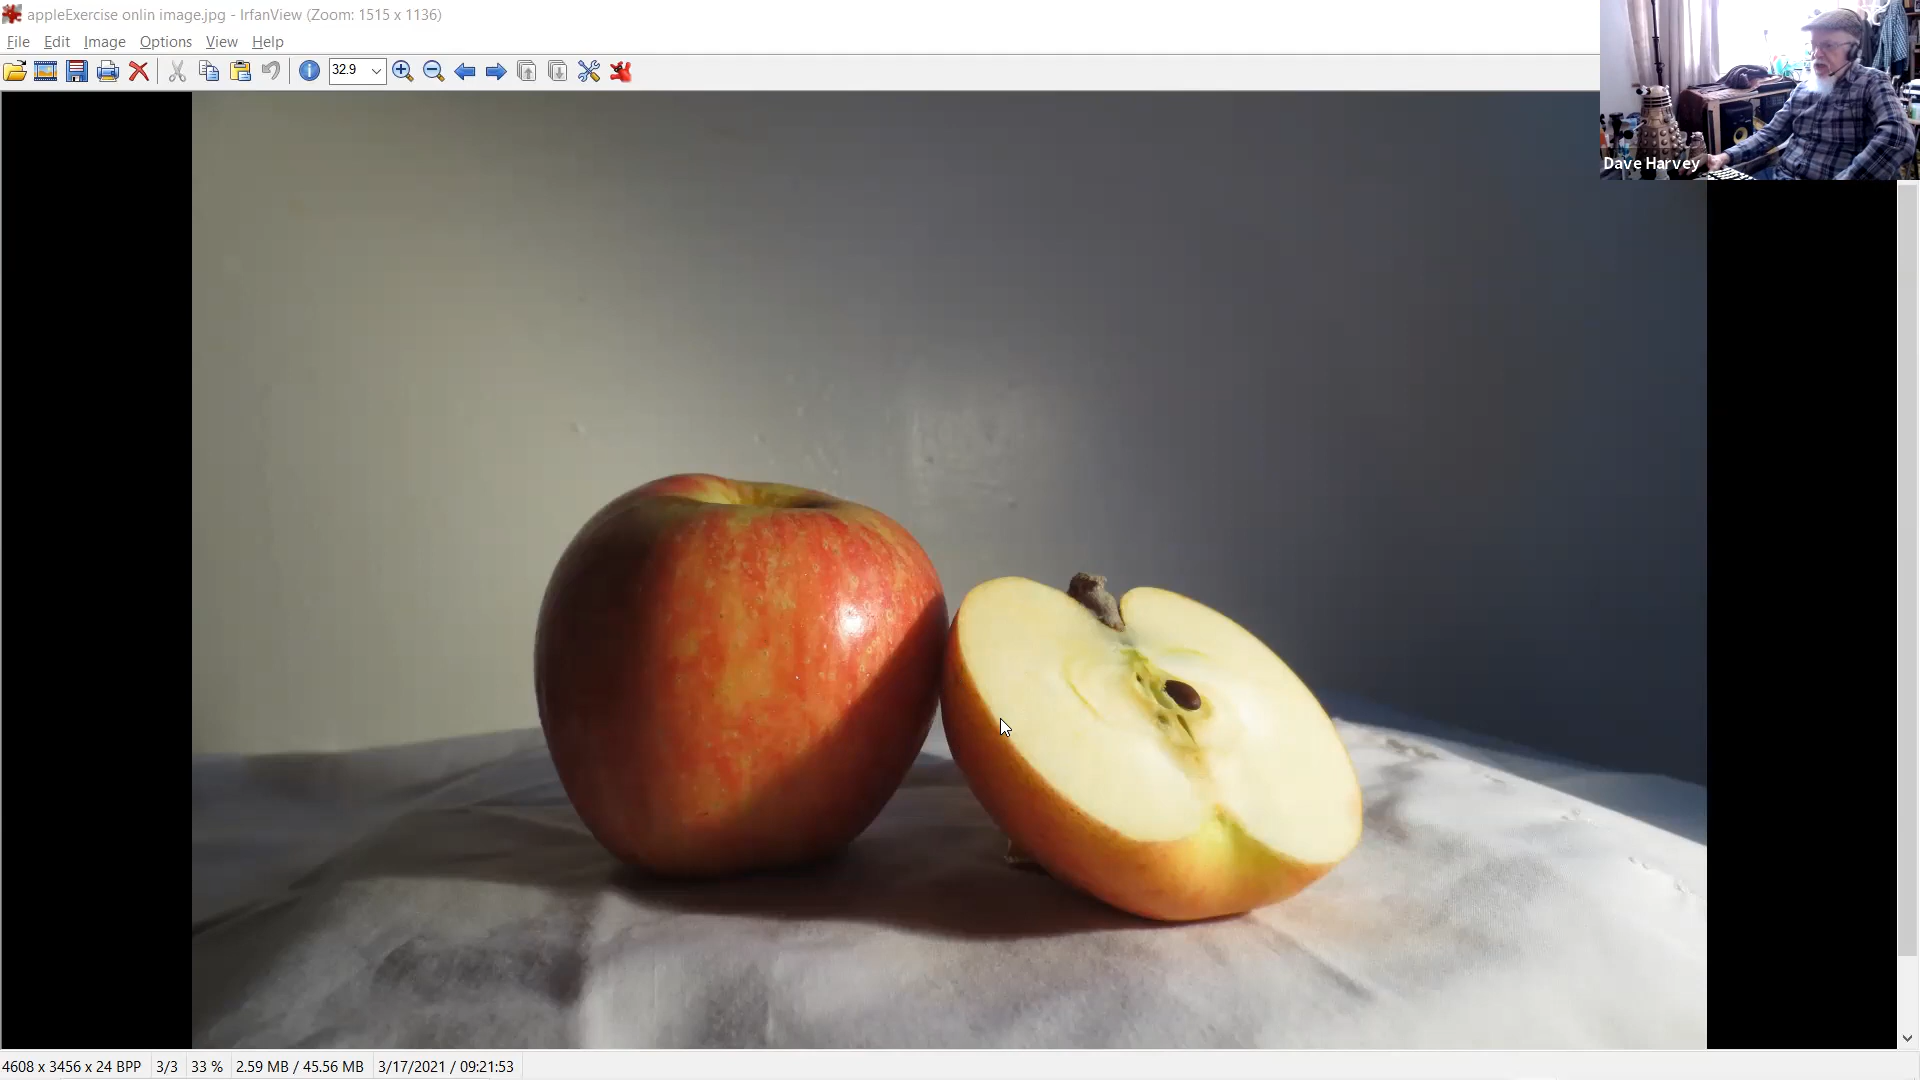 appleExercise onlin image.jpg - IrfanView (Zoom: 1515 x 1136)
File Edit Image Options View Help
32.9
Dave Harvey
4608 x 3456 x 24 BPP 3/3 33 % 2.59 MB / 45.56 MB 3/17/2021 / 09:21:53